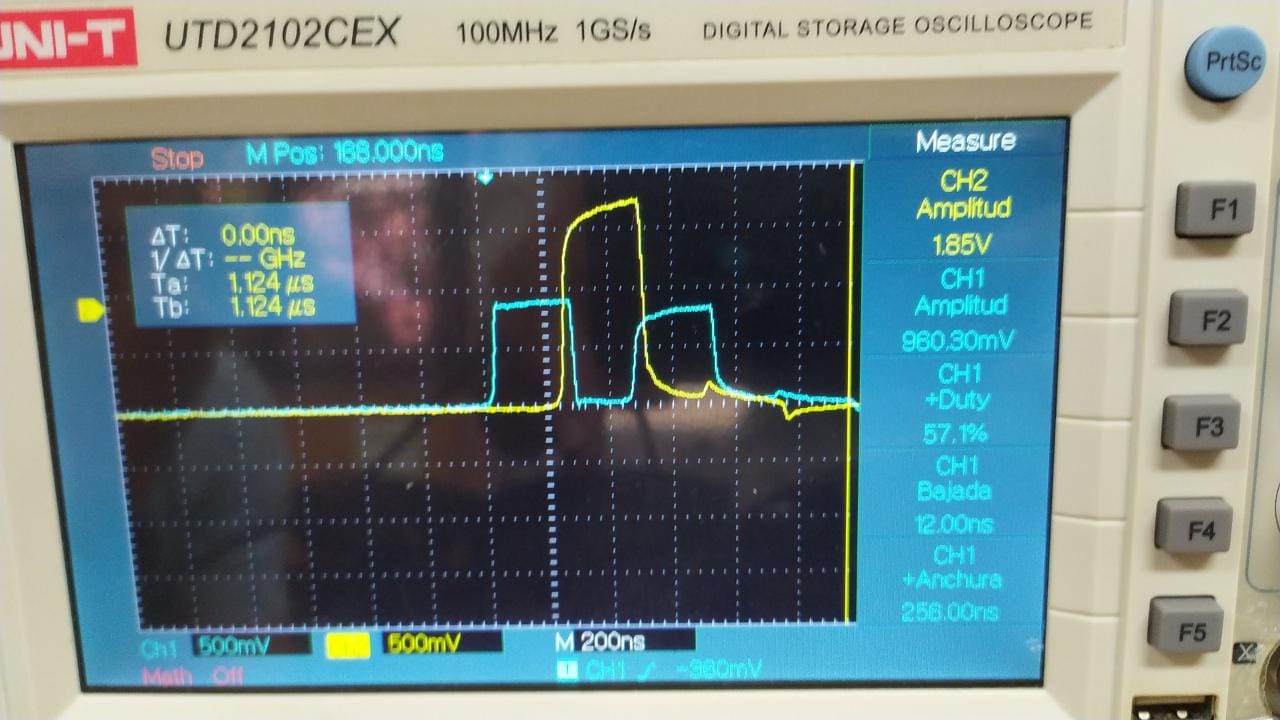 UNI-T UTD2102CEX 100MHz 1GS/s DIGITAL STORAGE OSCILLOSCOPE
PrtSc
Stop M Pos: 188.000ns
Measure
ΔT: 0.00ns
1/ΔT: -- GHz
Ta: 1.124 μs
Tb: 1.124 μs
CH2
Amplitud
1.85V
CH1
Amplitud
960.30mV
CH1
+Duty
57.1%
CH1
Bajada
12.00ns
CH1
+Anchura
256.00ns
F1
F2
F3
F4
F5
Ch1 500mV 500mV M 200ns
Math Off 1 CH1 -360mV
X